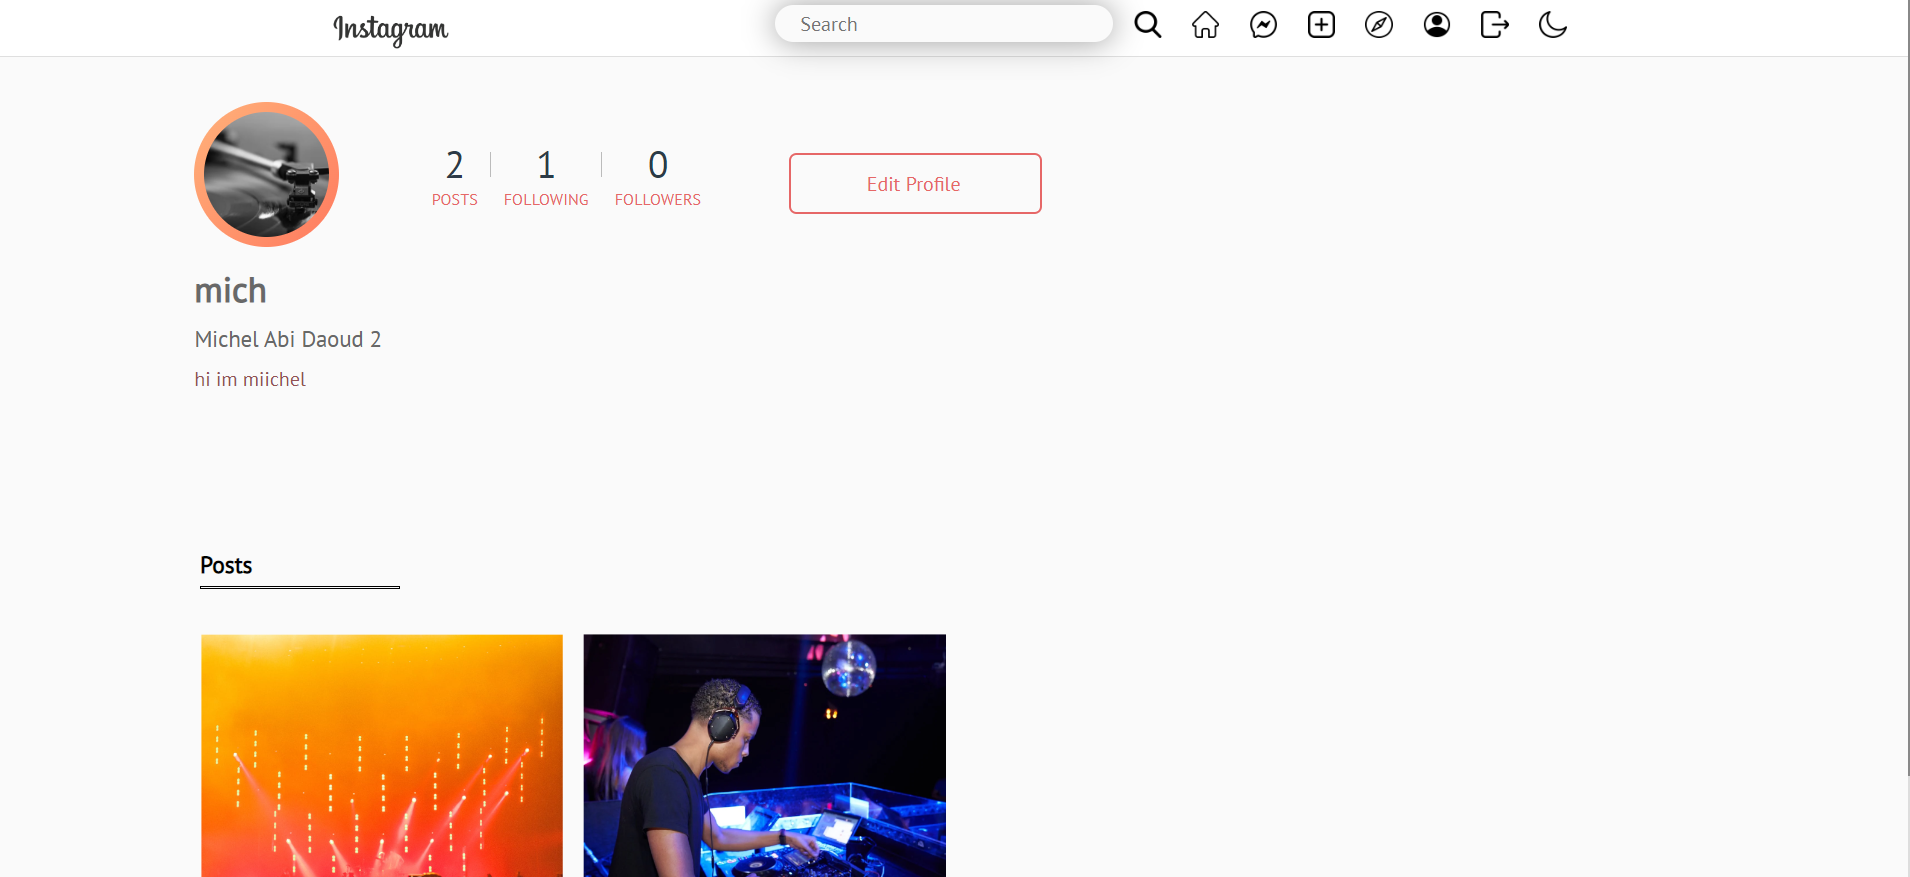 Instagram
Search
2 1 0
POSTS FOLLOWING FOLLOWERS
Edit Profile
mich
Michel Abi Daoud 2
hi im miichel
Posts